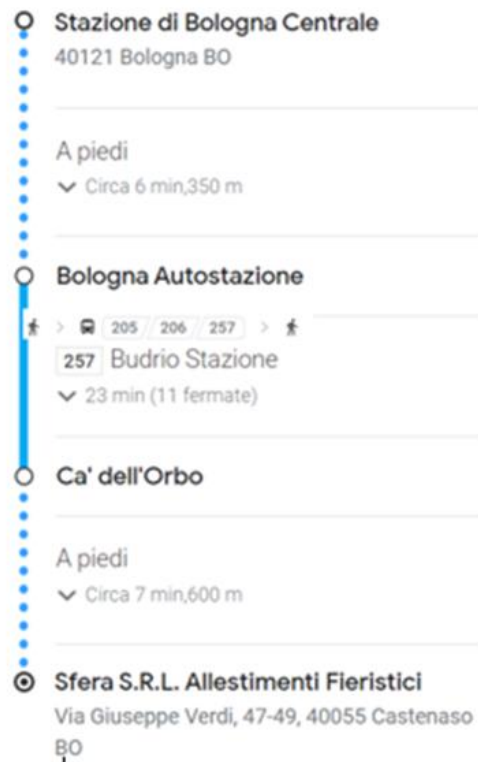 Stazione di Bologna Centrale
40121 Bologna BO
A piedi
Circa 6 min,350 m
Bologna Autostazione
205 206 257
257 Budrio Stazione
23 min (11 fermate)
Ca' dell'Orbo
A piedi
Circa 7 min,600 m
Sfera S.R.L. Allestimenti Fieristici
Via Giuseppe Verdi, 47-49, 40055 Castenaso
BO